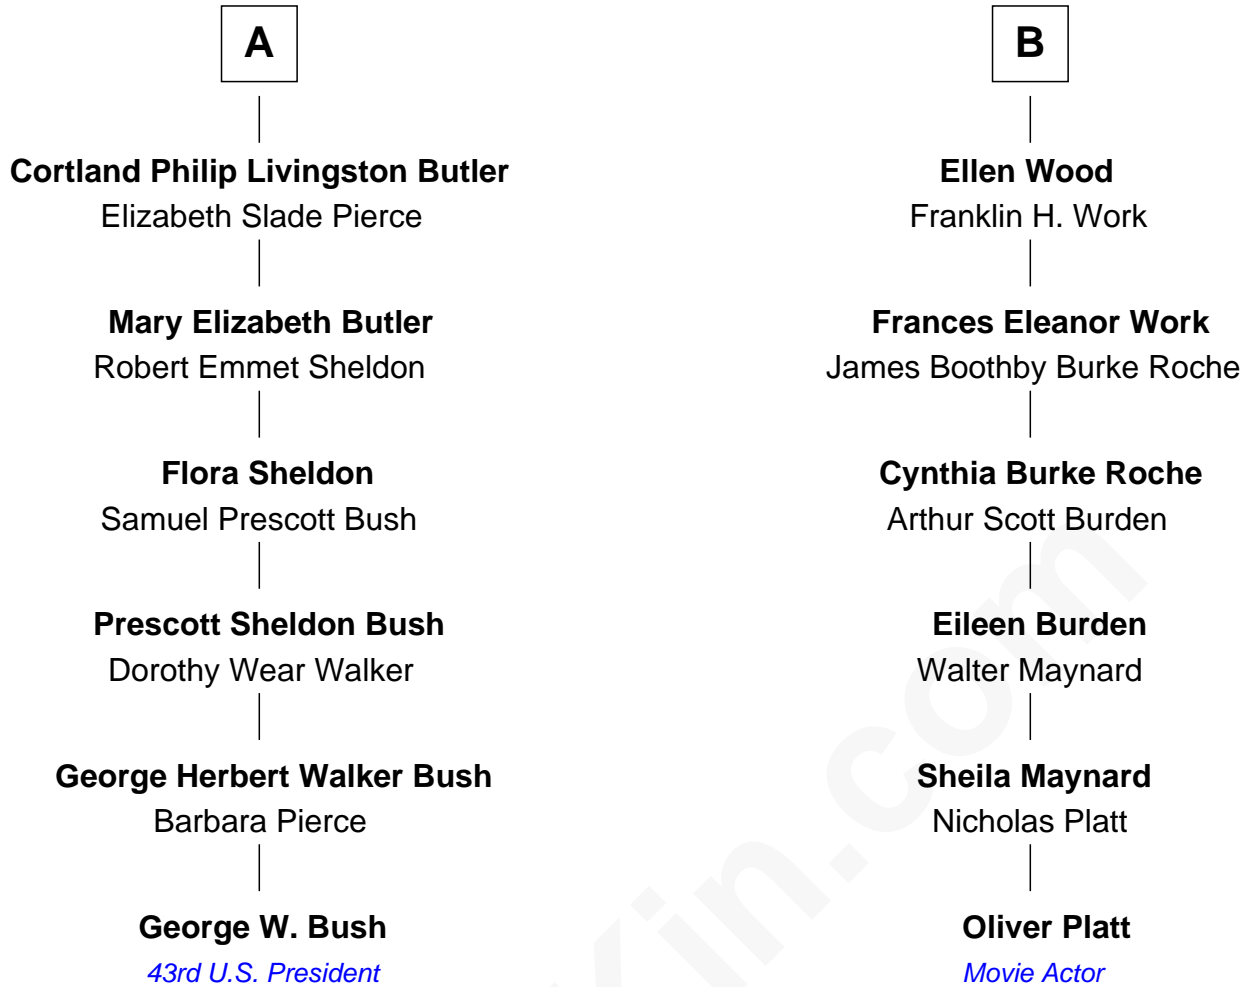 A
Cortland Philip Livingston Butler
Elizabeth Slade Pierce
Mary Elizabeth Butler
Robert Emmet Sheldon
Flora Sheldon
Samuel Prescott Bush
Prescott Sheldon Bush
Dorothy Wear Walker
George Herbert Walker Bush
Barbara Pierce
George W. Bush
43rd U.S. President
B
Ellen Wood
Franklin H. Work
Frances Eleanor Work
James Boothby Burke Roche
Cynthia Burke Roche
Arthur Scott Burden
Eileen Burden
Walter Maynard
Sheila Maynard
Nicholas Platt
Oliver Platt
Movie Actor
Kin.com